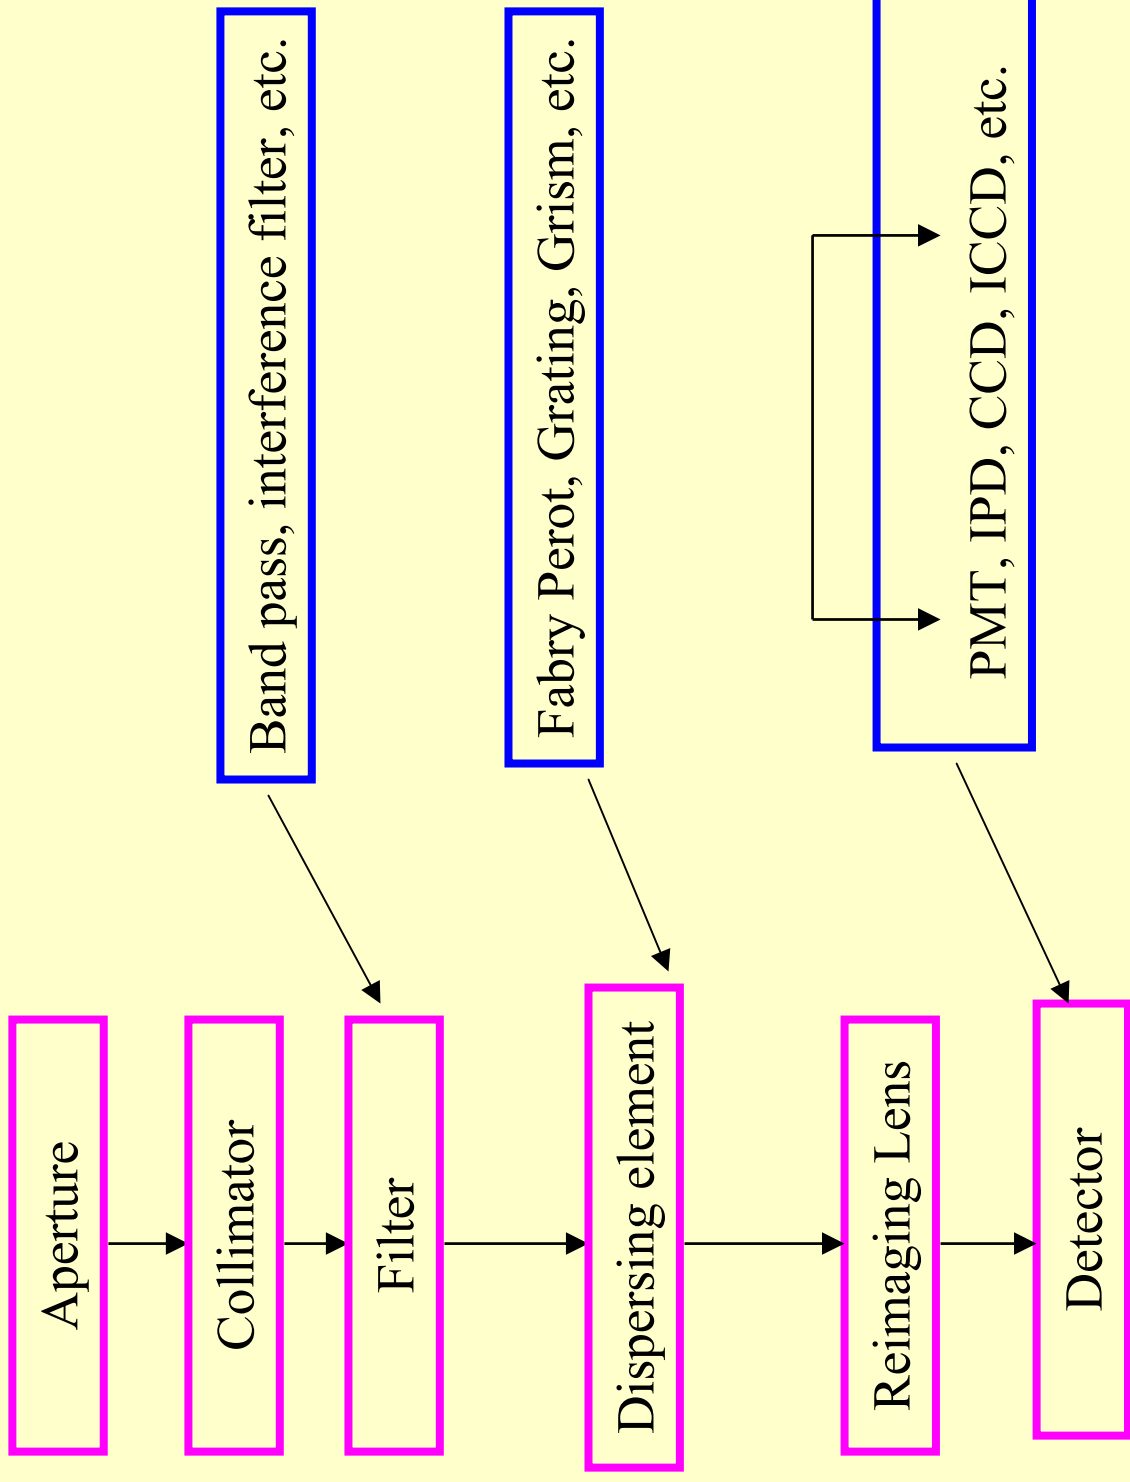 Aperture
Collimator
Filter
Dispersing element
Reimaging Lens
Detector
Band pass, interference filter, etc.
Fabry Perot, Grating, Grism, etc.
PMT, IPD, CCD, ICCD, etc.